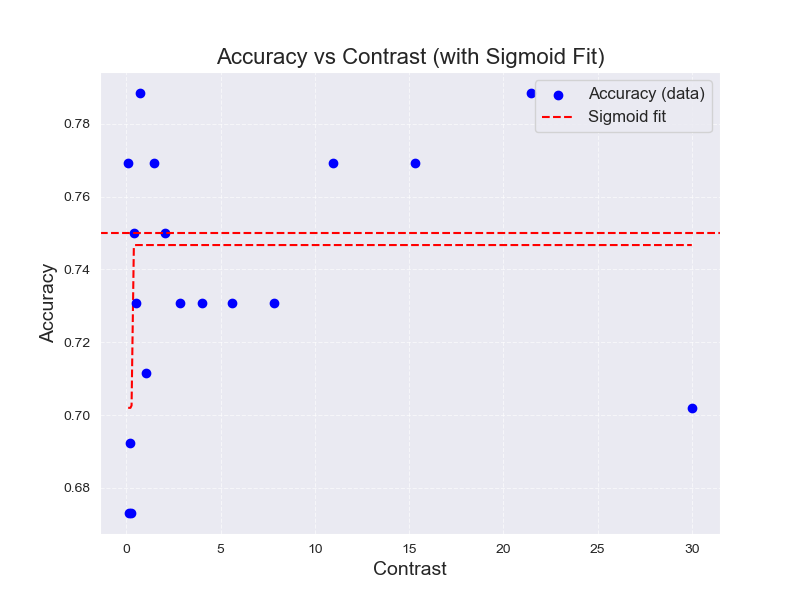 Accuracy vs Contrast (with Sigmoid Fit)
Accuracy (data)
Sigmoid fit
0.78
0.76
0.74
0.72
0.70
0.68
Accuracy
0 5 10 15 20 25 30
Contrast